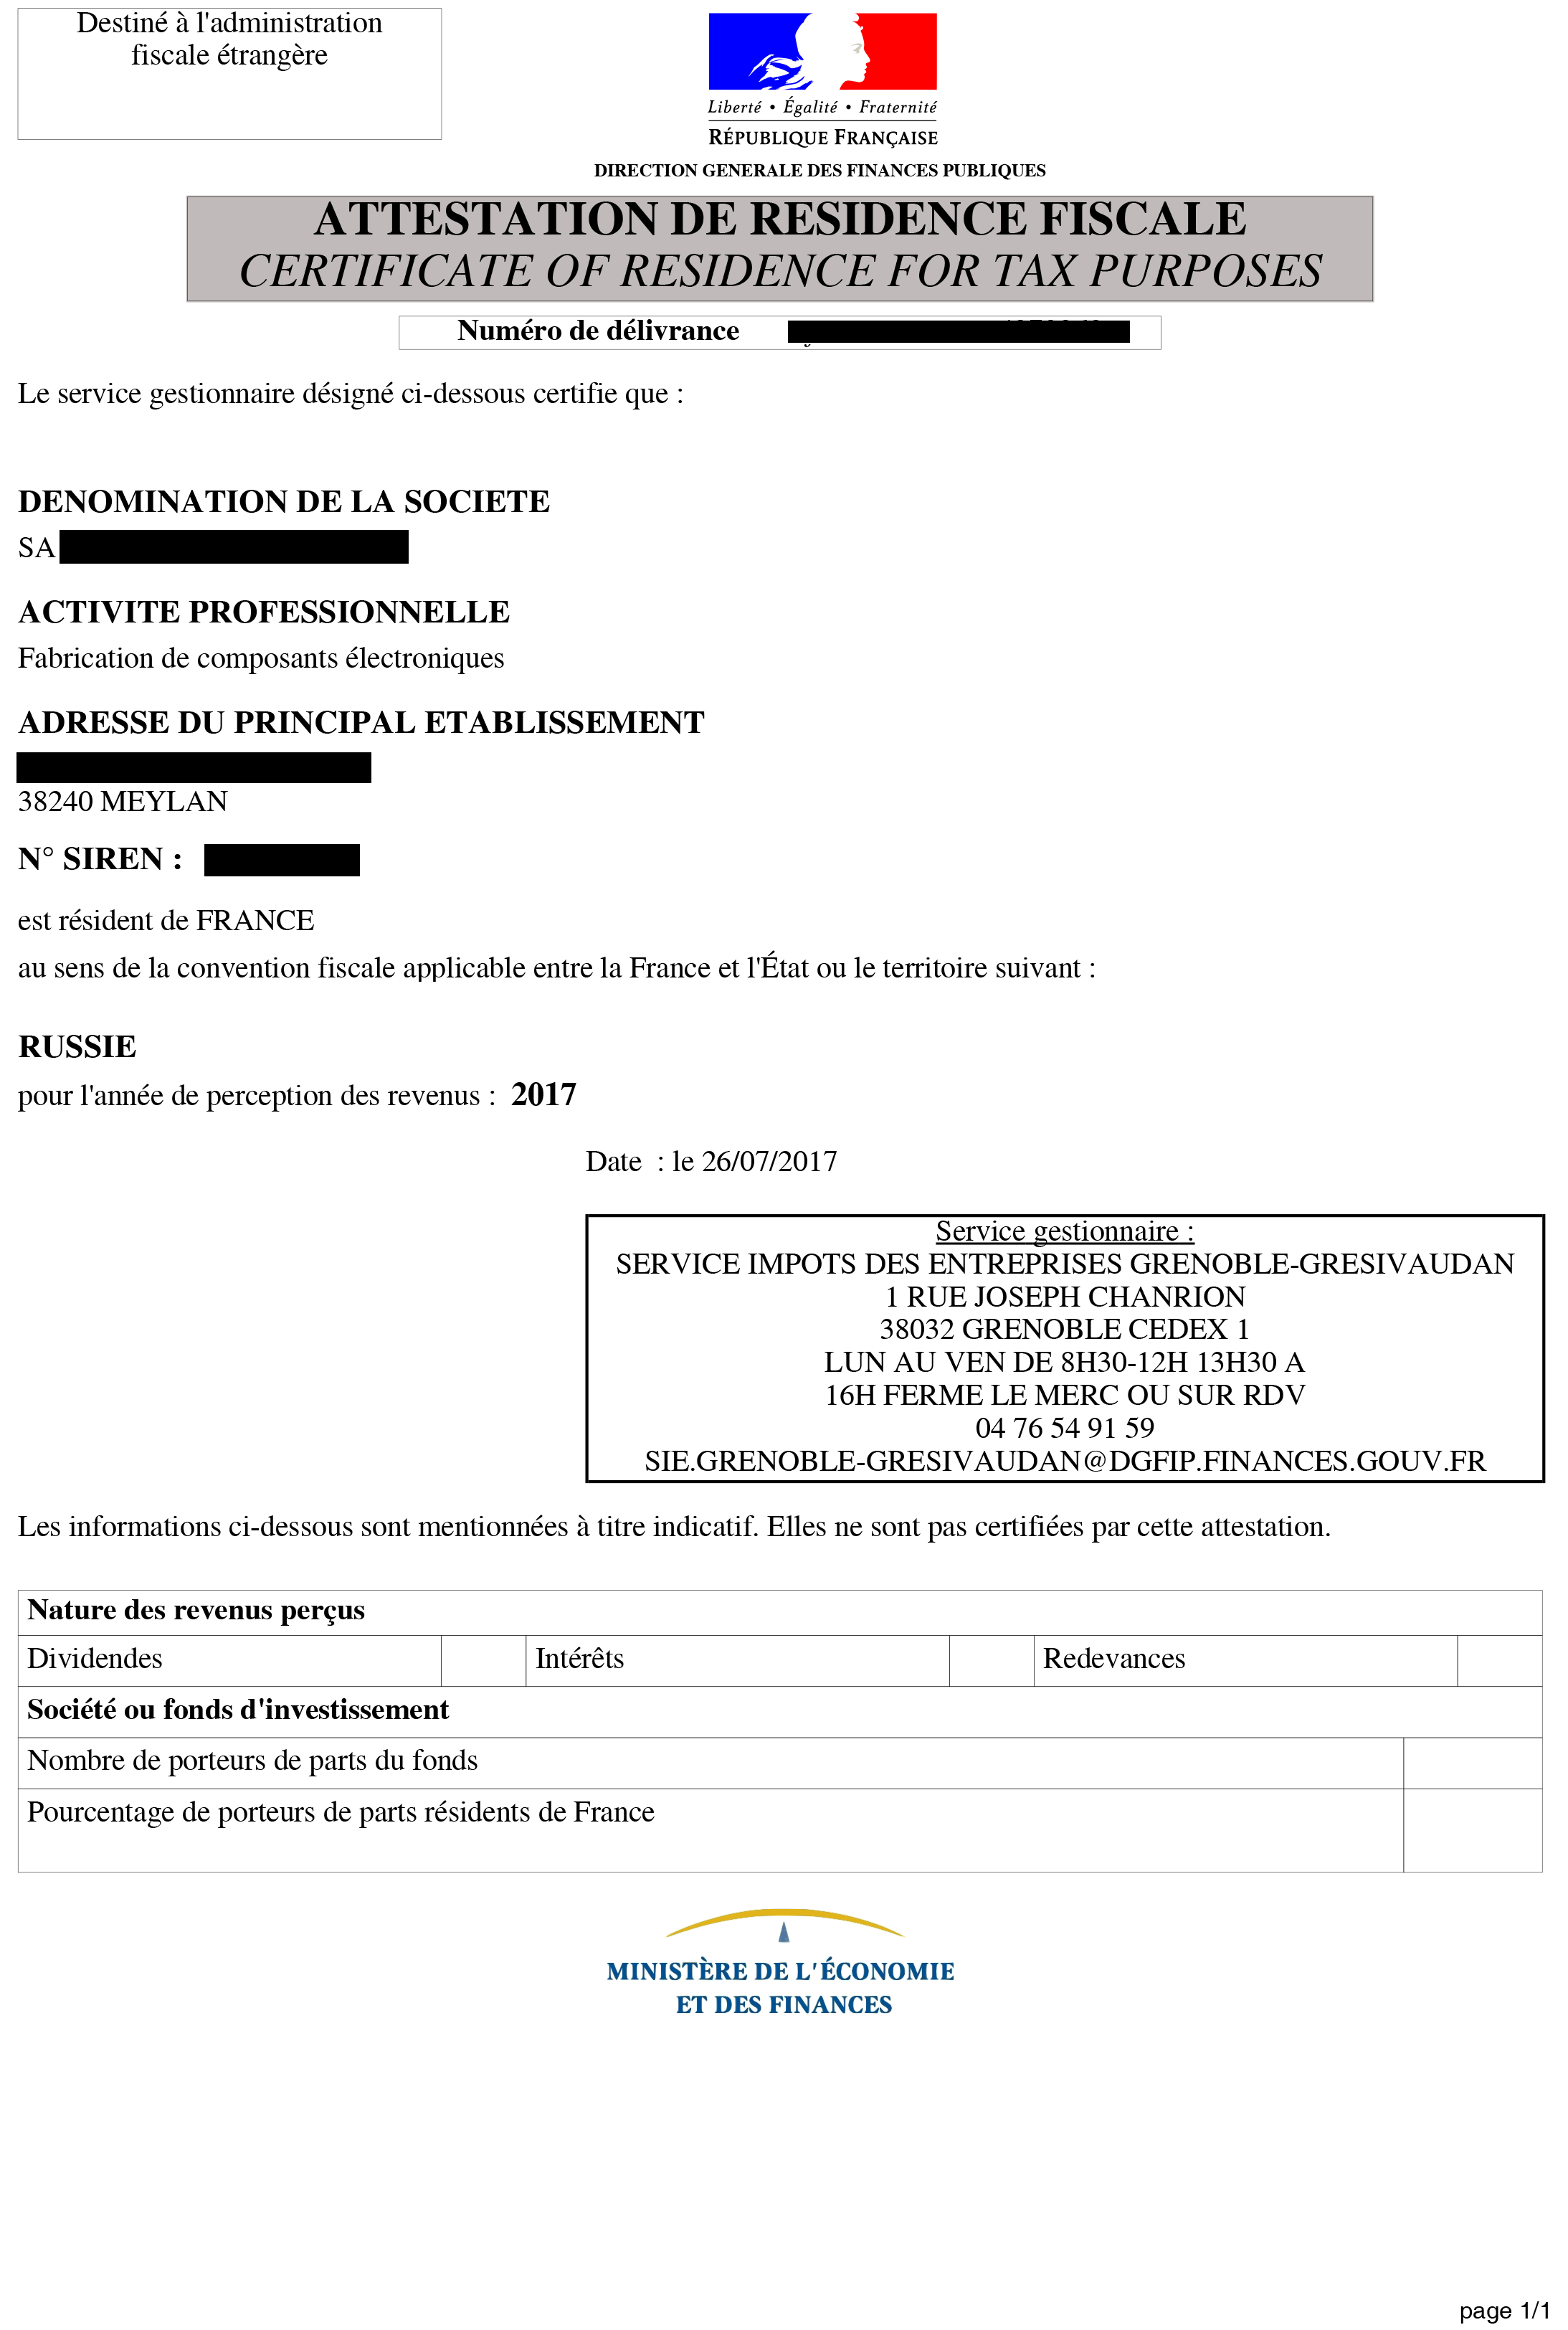 Destiné à l'administration
fiscale étrangère
Liberté • Égalité • Fraternité
RÉPUBLIQUE FRANÇAISE
DIRECTION GENERALE DES FINANCES PUBLIQUES
ATTESTATION DE RESIDENCE FISCALE
CERTIFICATE OF RESIDENCE FOR TAX PURPOSES
Numéro de délivrance
Le service gestionnaire désigné ci-dessous certifie que :
DENOMINATION DE LA SOCIETE
SA
ACTIVITE PROFESSIONNELLE
Fabrication de composants électroniques
ADRESSE DU PRINCIPAL ETABLISSEMENT
38240 MEYLAN
N° SIREN :
est résident de FRANCE
au sens de la convention fiscale applicable entre la France et l'État ou le territoire suivant :
RUSSIE
pour l'année de perception des revenus : 2017
Date : le 26/07/2017
Service gestionnaire :
SERVICE IMPOTS DES ENTREPRISES GRENOBLE-GRESIVAUDAN
1 RUE JOSEPH CHANRION
38032 GRENOBLE CEDEX 1
LUN AU VEN DE 8H30-12H 13H30 A
16H FERME LE MERC OU SUR RDV
04 76 54 91 59
SIE.GRENOBLE-GRESIVAUDAN@DGFIP.FINANCES.GOUV.FR
Les informations ci-dessous sont mentionnées à titre indicatif. Elles ne sont pas certifiées par cette attestation.
Nature des revenus perçus
Dividendes Intérêts Redevances
Société ou fonds d'investissement
Nombre de porteurs de parts du fonds
Pourcentage de porteurs de parts résidents de France
MINISTÈRE DE L'ÉCONOMIE
ET DES FINANCES
page 1/1